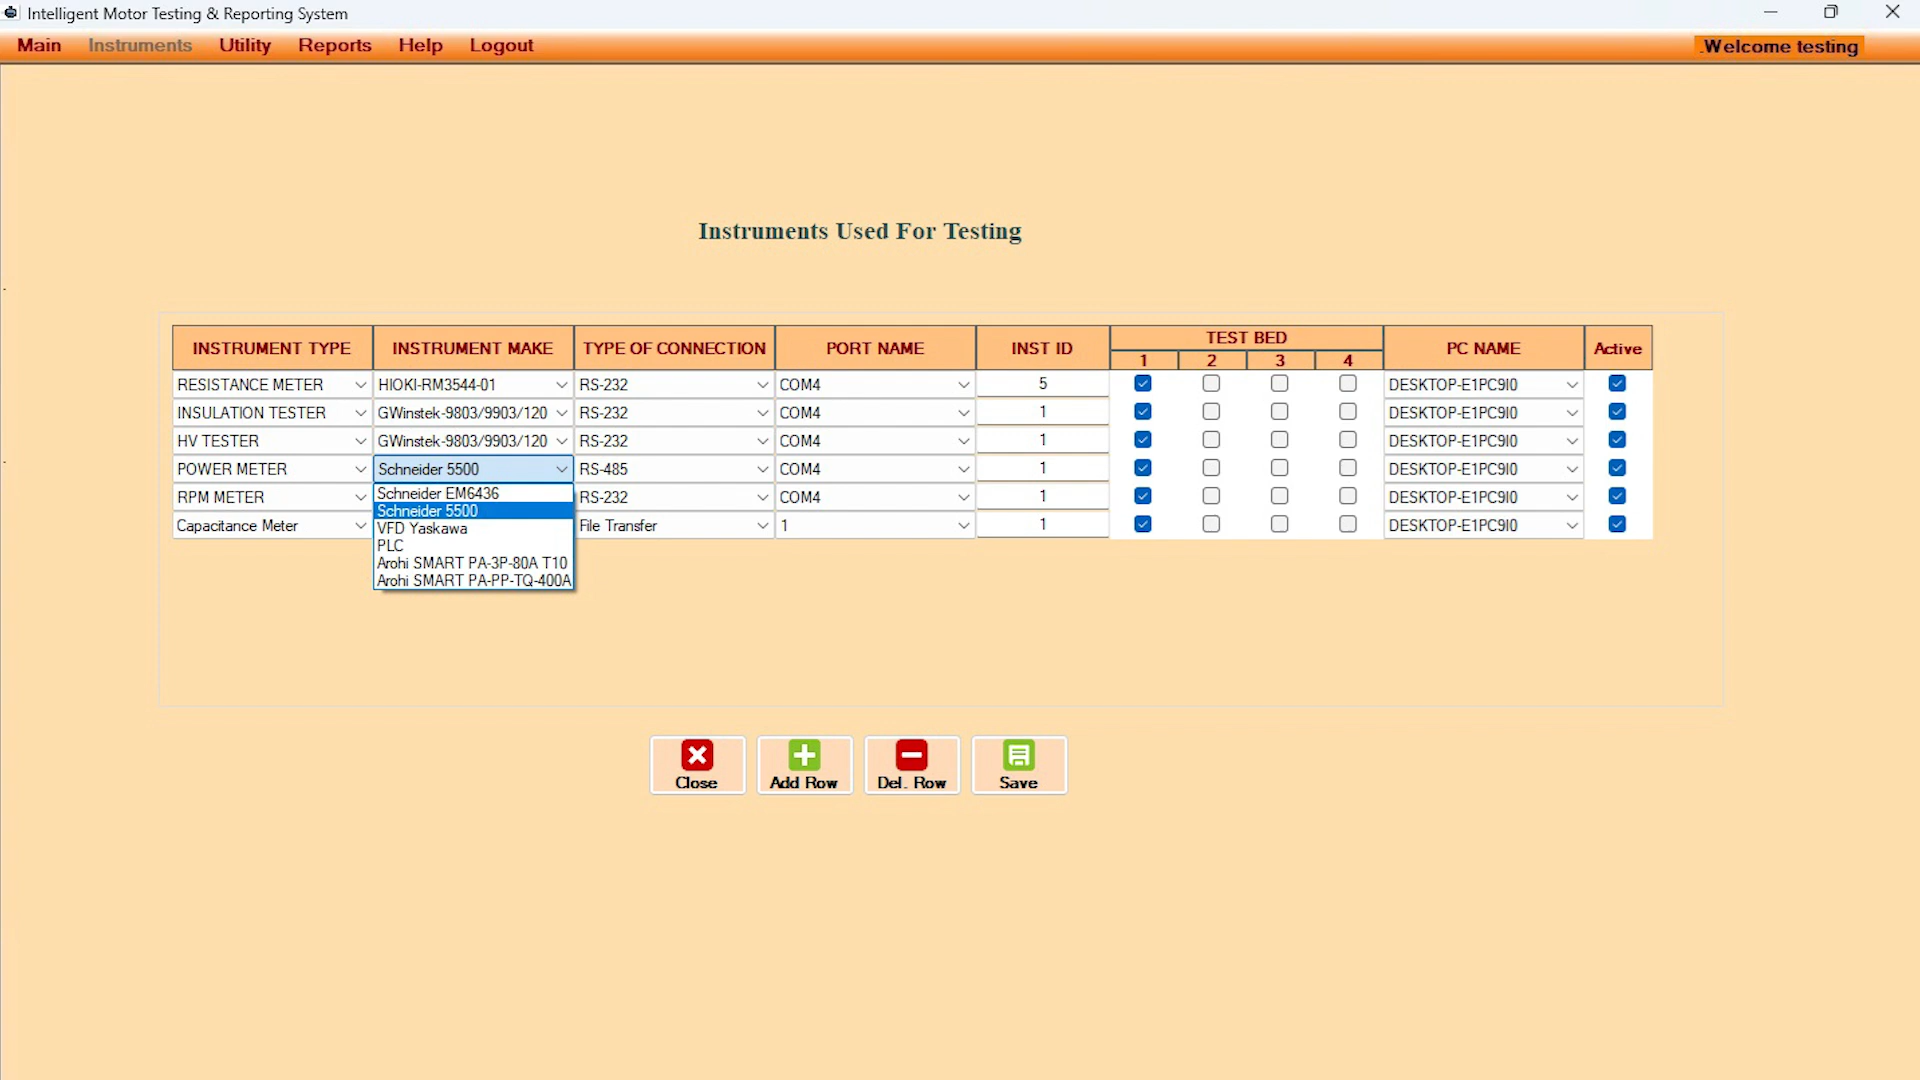 Intelligent Motor Testing & Reporting System
Main Instruments Utility Reports Help Logout
.Welcome testing
Instruments Used For Testing
INSTRUMENT TYPE INSTRUMENT MAKE TYPE OF CONNECTION PORT NAME INST ID TEST BED PC NAME Active
1 2 3 4
RESISTANCE METER HIOKI-RM3544-01 RS-232 COM4 5 DESKTOP-E1PC9I0
INSULATION TESTER GWinstek-9803/9903/120 RS-232 COM4 1 DESKTOP-E1PC9I0
HV TESTER GWinstek-9803/9903/120 RS-232 COM4 1 DESKTOP-E1PC9I0
POWER METER Schneider 5500 RS-485 COM4 1 DESKTOP-E1PC9I0
RPM METER RS-232 COM4 1 DESKTOP-E1PC9I0
Capacitance Meter File Transfer 1 1 DESKTOP-E1PC9I0
Schneider EM6436
Schneider 5500
VFD Yaskawa
PLC
Arohi SMART PA-3P-80A T10
Arohi SMART PA-PP-TQ-400A
Close Add Row Del. Row Save